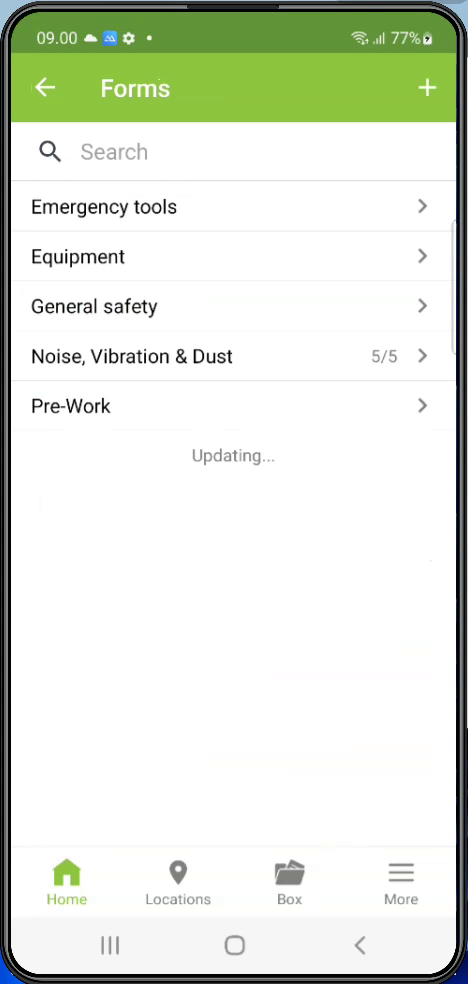 09.00 77%
Forms
Search
Emergency tools
Equipment
General safety
Noise, Vibration & Dust 5/5
Pre-Work
Updating...
Home Locations Box More